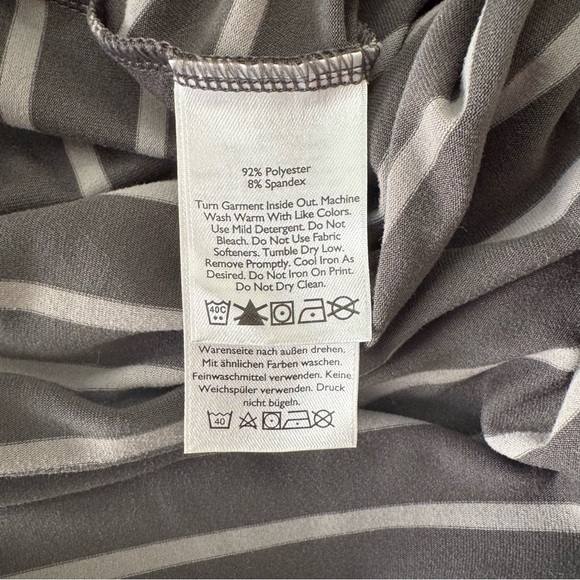 92% Polyester
8% Spandex
Turn Garment Inside Out. Machine
Wash Warm With Like Colors.
Use Mild Detergent. Do Not
Bleach. Do Not Use Fabric
Softeners. Tumble Dry Low.
Remove Promptly. Cool Iron As
Desired. Do Not Iron On Print.
Do Not Dry Clean.
40C
Warenseite nach außen drehen.
Mit ähnlichen Farben waschen.
Feinwaschmittel verwenden. Keine
Weichspüler verwenden. Druck
nicht bügeln.
40